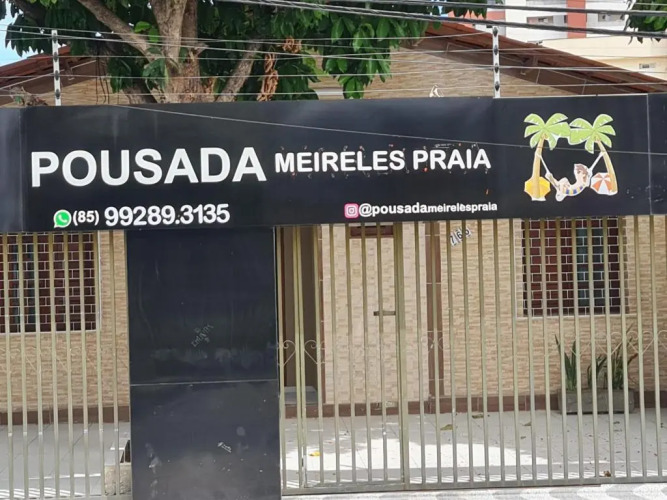 POUSADA MEIRELES PRAIA
(85) 99289.3135
@pousadameirelespraia